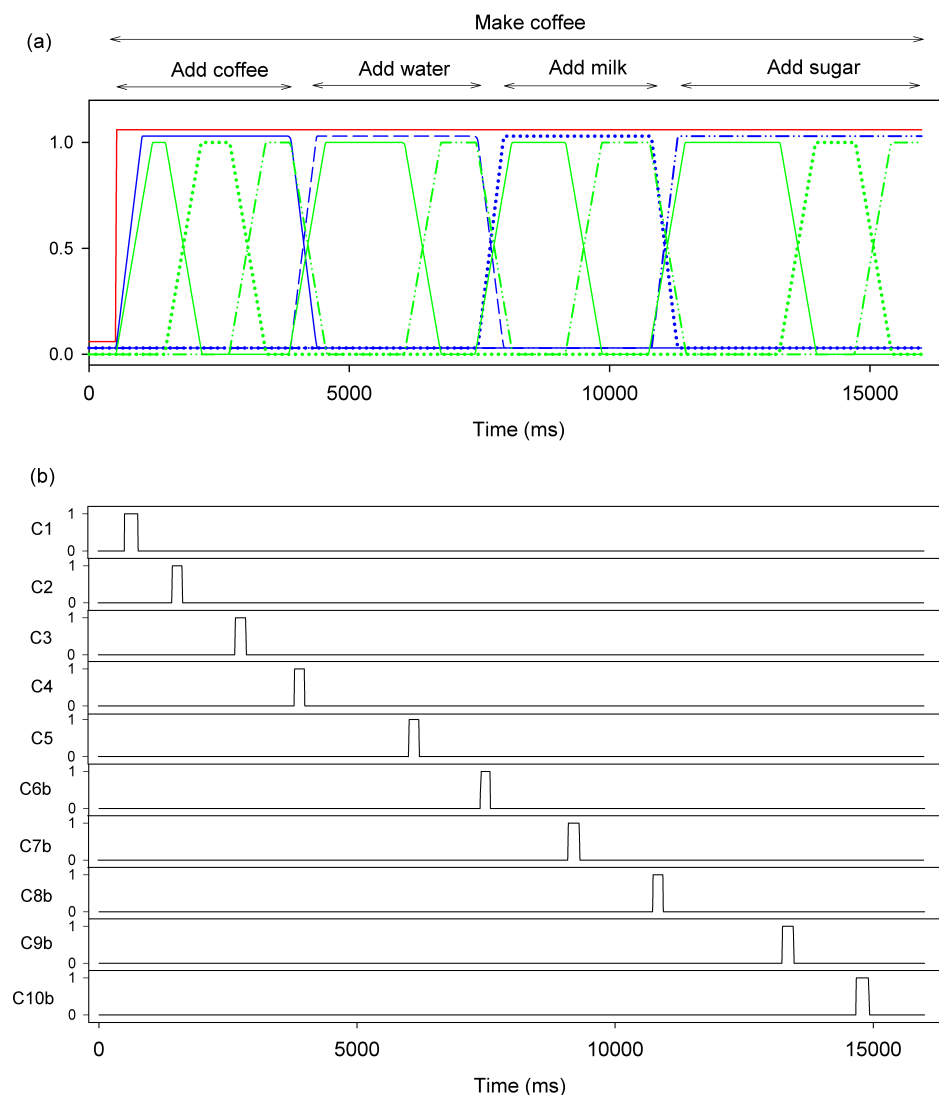 Make coffee
(a)
Add coffee Add water Add milk Add sugar
1.0
0.5
0.0
0 5000 10000 15000
Time (ms)
(b)
C1 1 0
C2 1 0
C3 1 0
C4 1 0
C5 1 0
C6b 1 0
C7b 1 0
C8b 1 0
C9b 1 0
C10b 1 0
0 5000 10000 15000
Time (ms)